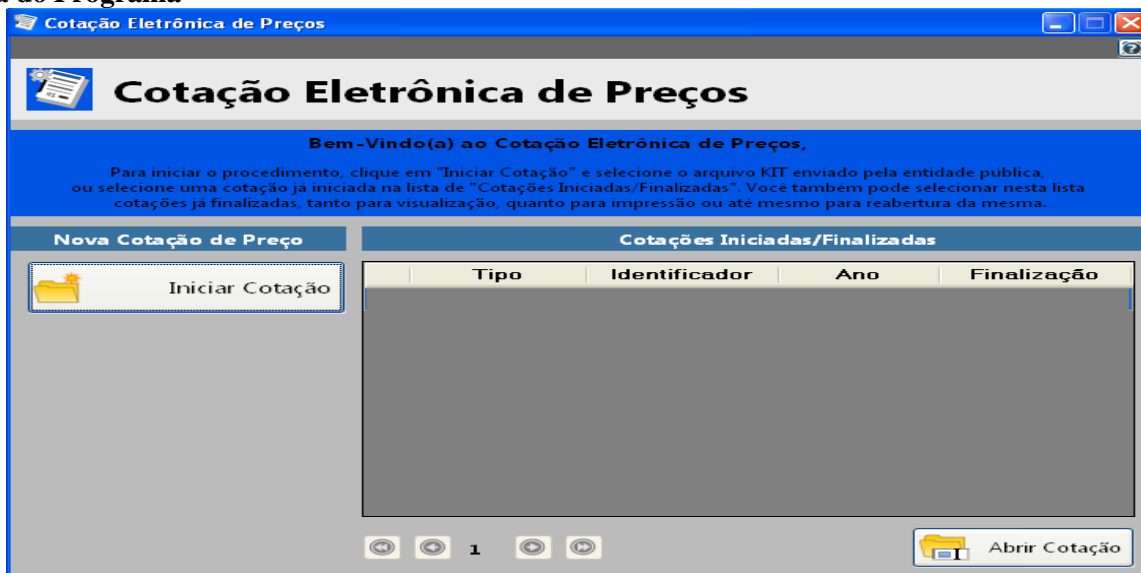 do Programa
Cotação Eletrônica de Preços
Cotação Eletrônica de Preços
Bem-Vindo(a) ao Cotação Eletrônica de Preços,
Para iniciar o procedimento, clique em "Iniciar Cotação" e selecione o arquivo KIT enviado pela entidade pública,
ou selecione uma cotação já iniciada na lista de "Cotações Iniciadas/Finalizadas". Você também pode selecionar nesta lista
cotações já finalizadas, tanto para visualização, quanto para impressão ou até mesmo para reabertura da mesma.
Nova Cotação de Preço
Cotações Iniciadas/Finalizadas
Iniciar Cotação
Tipo Identificador Ano Finalização
1
Abrir Cotação